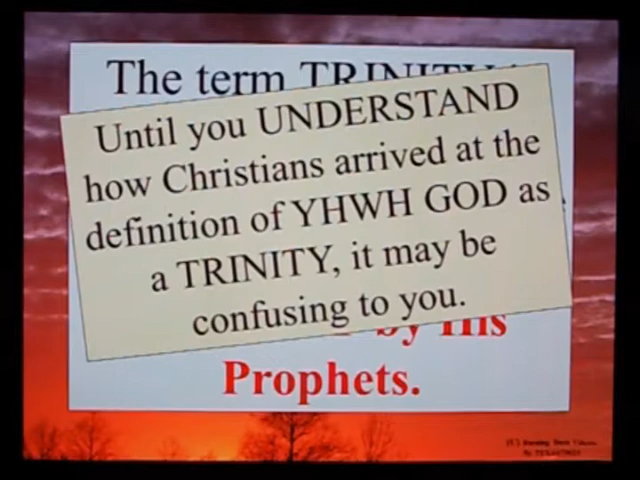 The term TRINITY
Until you UNDERSTAND
how Christians arrived at the
definition of YHWH GOD as
a TRINITY, it may be
confusing to you.
by His
Prophets.